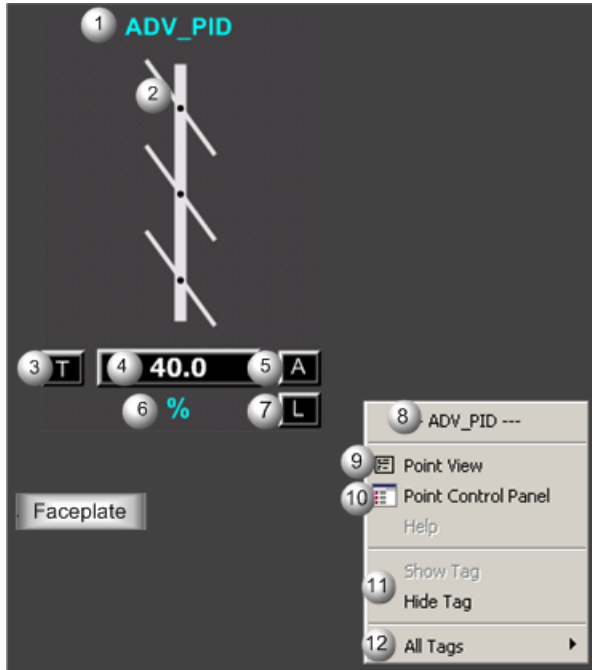 1 ADV_PID
2
3 T 4 40.0 5 A
6 % 7 L
8 - ADV_PID ---
9 Point View
10 Point Control Panel
Help
Show Tag
11
Hide Tag
12 All Tags
Faceplate